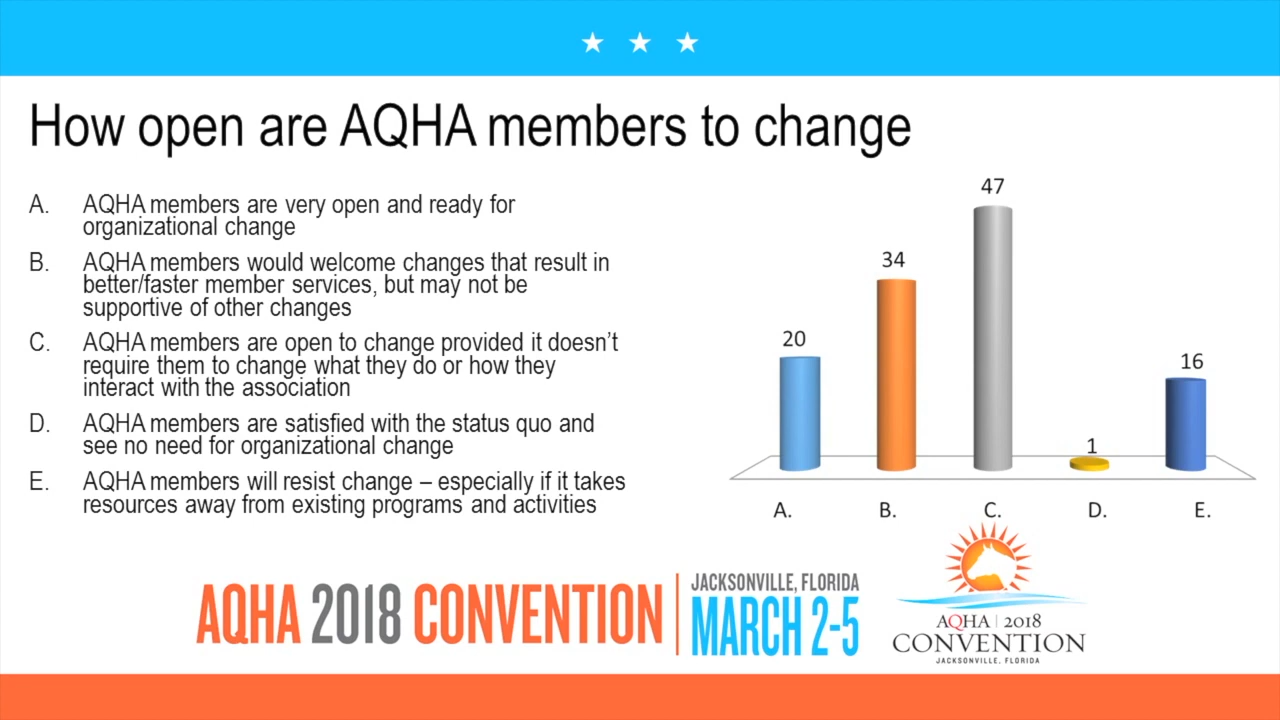 How open are AQHA members to change
A. AQHA members are very open and ready for
organizational change
B. AQHA members would welcome changes that result in
better/faster member services, but may not be
supportive of other changes
C. AQHA members are open to change provided it doesn’t
require them to change what they do or how they
interact with the association
D. AQHA members are satisfied with the status quo and
see no need for organizational change
E. AQHA members will resist change – especially if it takes
resources away from existing programs and activities
20
34
47
1
16
A. B. C. D. E.
AQHA 2018 CONVENTION
JACKSONVILLE, FLORIDA
MARCH 2-5
AQHA | 2018
CONVENTION
JACKSONVILLE, FLORIDA